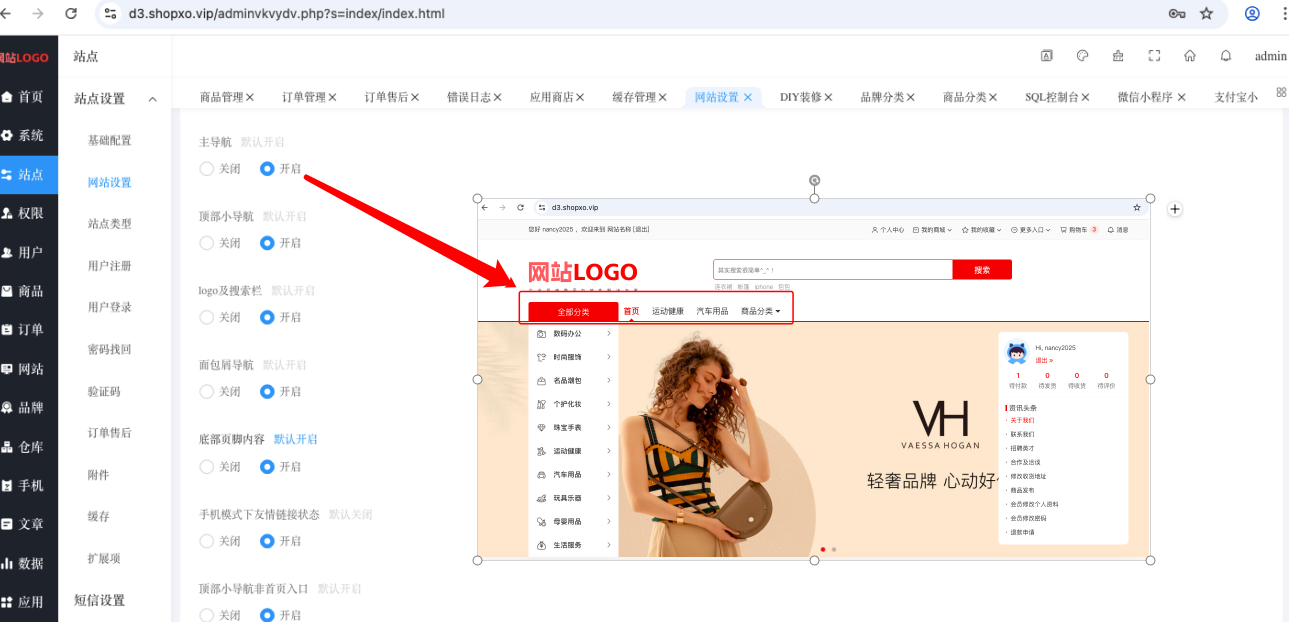 d3.shopxo.vip/adminvkvydv.php?s=index/index.html
网站LOGO
站点
admin
首页
系统
站点
权限
用户
商品
订单
网站
品牌
仓库
手机
文章
数据
应用
站点设置
基础配置
网站设置
站点类型
用户注册
用户登录
密码找回
验证码
订单售后
附件
缓存
扩展项
短信设置
商品管理 订单管理 订单售后 错误日志 应用商店 缓存管理 网站设置 DIY装修 品牌分类 商品分类 SQL控制台 微信小程序 支付宝小
主导航 默认开启
关闭 开启
顶部小导航 默认开启
关闭 开启
logo及搜索栏 默认开启
关闭 开启
面包屑导航 默认开启
关闭 开启
底部页脚内容 默认开启
关闭 开启
手机模式下友情链接状态 默认关闭
关闭 开启
顶部小导航非首页入口 默认开启
关闭 开启
d3.shopxo.vip
您好 nancy2025 ，欢迎来到 网站名称 [退出]
个人中心 我的商城 我的收藏 更多入口 购物车 3 消息
网站LOGO
其实搜索很简单^_^ ！
搜索
连衣裙 帐篷 iphone 包包
全部分类 首页 运动健康 汽车用品 商品分类
数码办公
时尚服饰
名品潮包
个护化妆
珠宝手表
运动健康
汽车用品
玩具乐器
母婴用品
生活服务
VH
VAESSA HOGAN
轻奢品牌 心动好
Hi, nancy2025
退出 »
1 0 0 0
待付款 待发货 待收货 待评价
资讯头条
· 关于我们
· 联系我们
· 招聘英才
· 合作及洽谈
· 修改收货地址
· 商品发布
· 会员修改个人资料
· 会员修改密码
· 退款申请